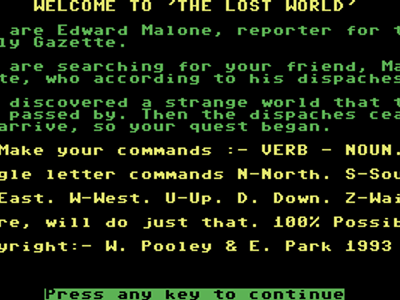 WELCOME TO 'THE LOST WORLD'
are Edward Malone, reporter for t
ly Gazette.
are searching for your friend, Ma
te, who according to his dispaches
discovered a strange world that t
passed by. Then the dispaches cea
arrive, so your quest began.
Make your commands :- VERB - NOUN.
gle letter commands N-North. S-Sou
East. W-West. U-Up. D. Down. Z-Wai
re, will do just that. 100% Possib
yright:- W. Pooley & E. Park 1993
Press any key to continue